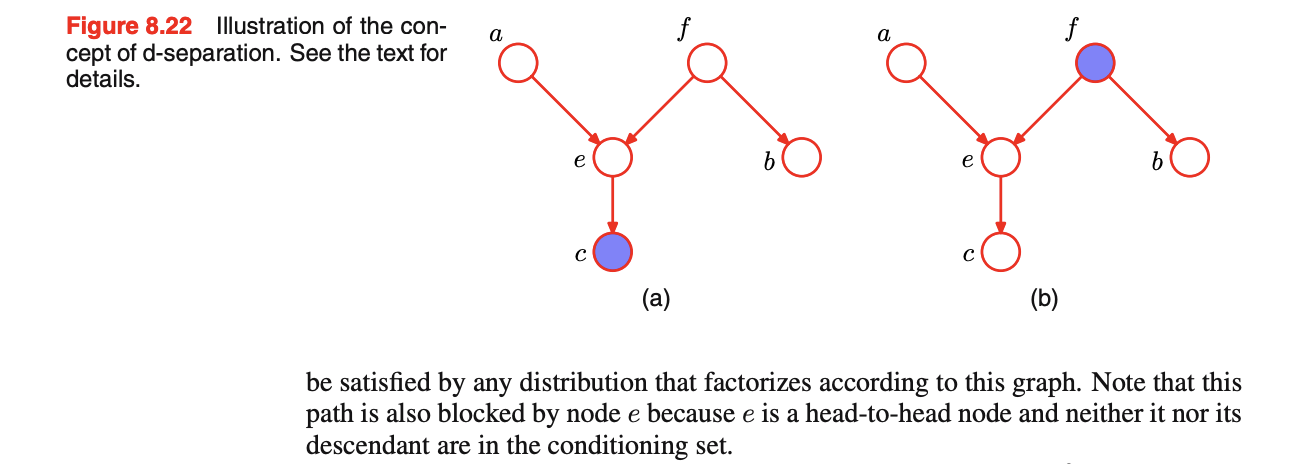 Figure 8.22 Illustration of the con-
cept of d-separation. See the text for
details.
a f a f
e b e b
c c
(a) (b)
be satisfied by any distribution that factorizes according to this graph. Note that this
path is also blocked by node e because e is a head-to-head node and neither it nor its
descendant are in the conditioning set.